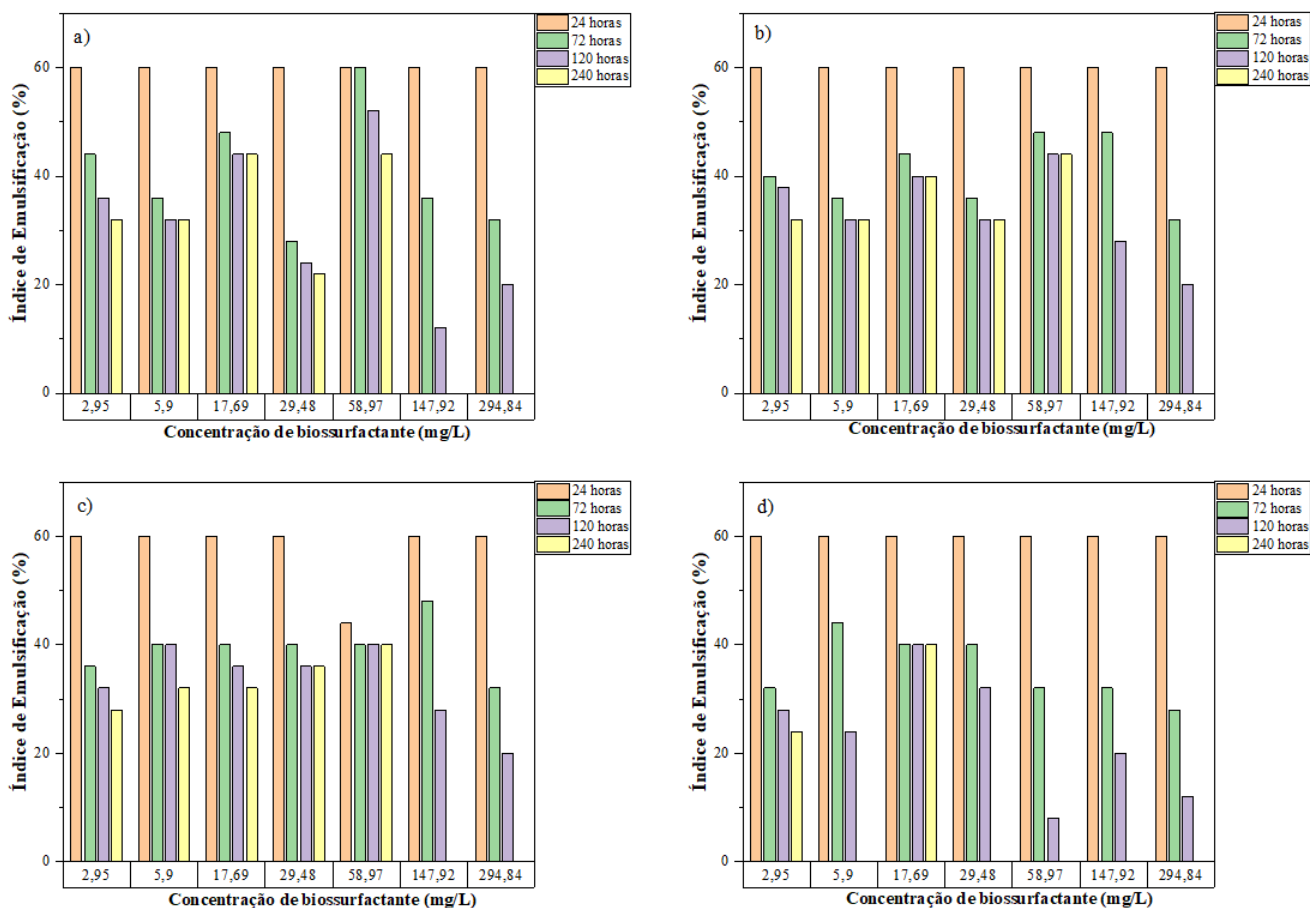 a)
24 horas
72 horas
120 horas
240 horas
Índice de Emulsificação (%)
60
40
20
0
2,95 5,9 17,69 29,48 58,97 147,92 294,84
Concentração de biossurfactante (mg/L)
b)
24 horas
72 horas
120 horas
240 horas
Índice de Emulsificação (%)
60
40
20
0
2,95 5,9 17,69 29,48 58,97 147,92 294,84
Concentração de biossurfactante (mg/L)
c)
24 horas
72 horas
120 horas
240 horas
Índice de Emulsificação (%)
60
40
20
0
2,95 5,9 17,69 29,48 58,97 147,92 294,84
Concentração de biossurfactante (mg/L)
d)
24 horas
72 horas
120 horas
240 horas
Índice de Emulsificação (%)
60
40
20
0
2,95 5,9 17,69 29,48 58,97 147,92 294,84
Concentração de biossurfactante (mg/L)